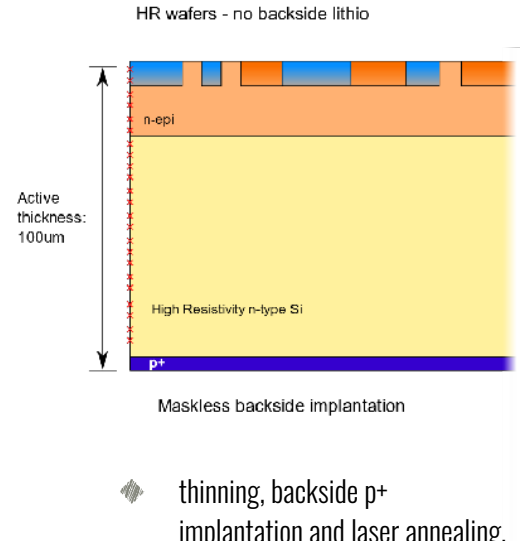 HR wafers - no backside lithio
n-epi
Active
thickness:
100um
High Resistivity n-type Si
p+
Maskless backside implantation
thinning, backside p+
implantation and laser annealing,